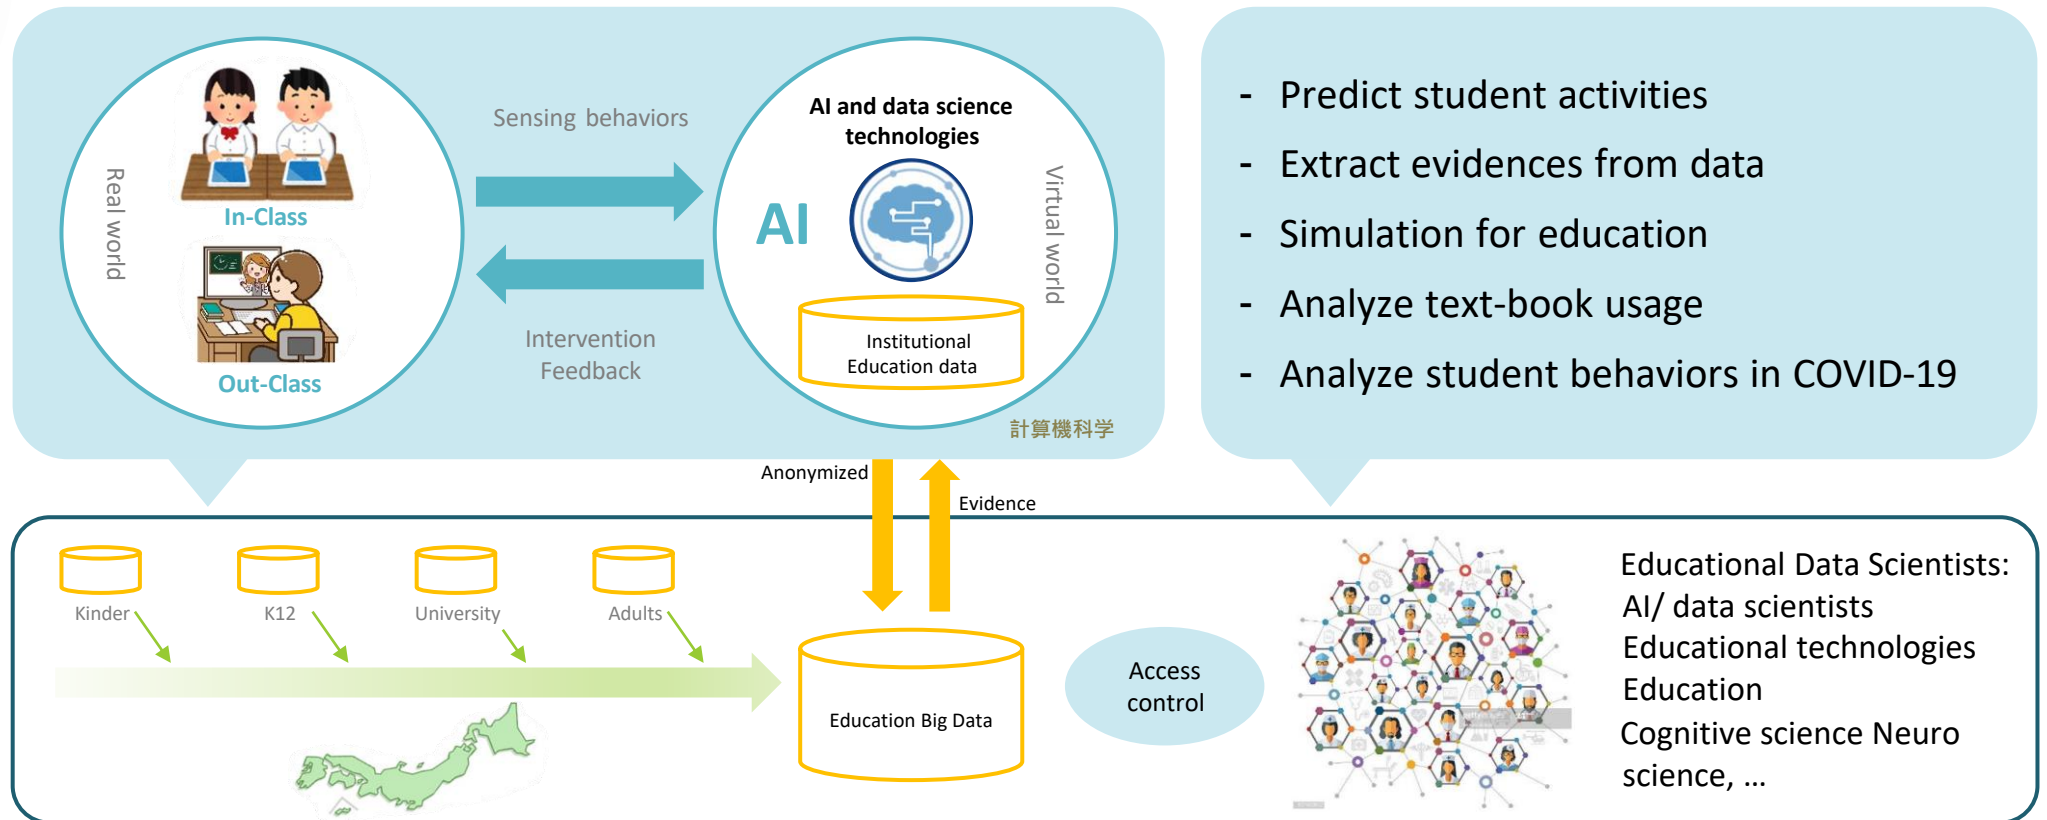 Real world
In-Class
Out-Class
Sensing behaviors
Intervention
Feedback
AI and data science
technologies
AI
Virtual world
Institutional
Education data
計算機科学
- Predict student activities
- Extract evidences from data
- Simulation for education
- Analyze text-book usage
- Analyze student behaviors in COVID-19
Anonymized
Evidence
Kinder
K12
University
Adults
Education Big Data
Access
control
Educational Data Scientists:
AI/ data scientists
Educational technologies
Education
Cognitive science Neuro
science, ...